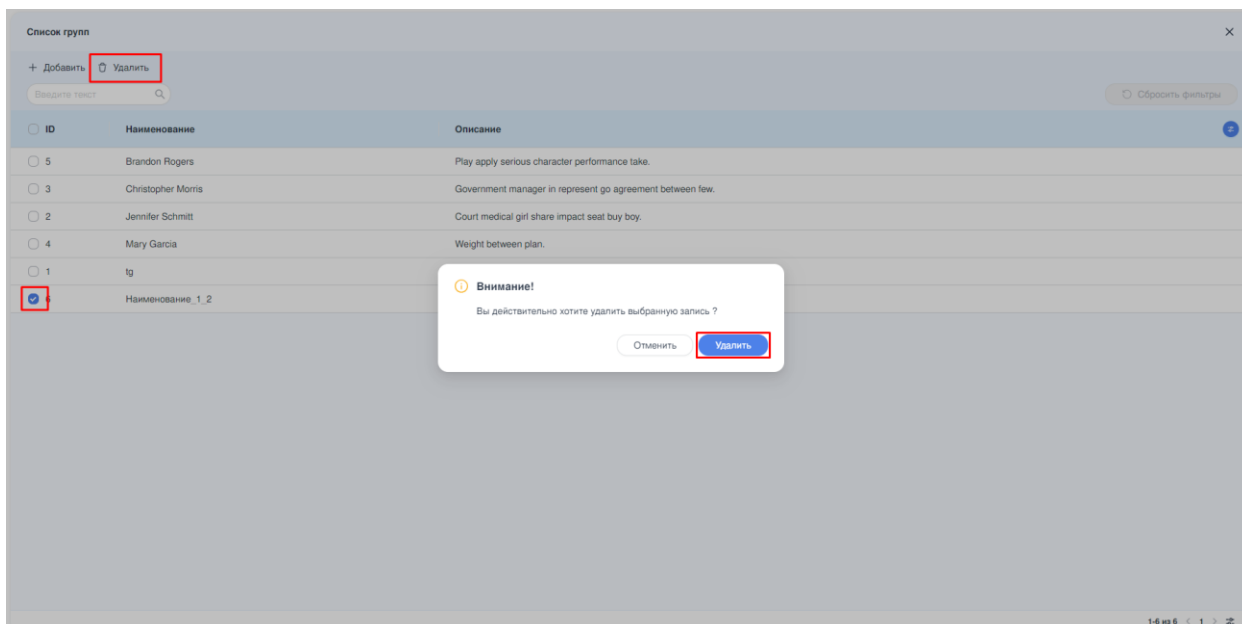 Список групп
Добавить Удалить
Введите текст Сбросить фильтры
ID Наименование Описание
5 Brandon Rogers Play apply serious character performance take.
3 Christopher Morris Government manager in represent go agreement between few.
2 Jennifer Schmitt Court medical girl share impact seat buy boy.
4 Mary Garcia Weight between plan.
1 tg
Внимание!
6 Наименование_1_2
Вы действительно хотите удалить выбранную запись ?
Отменить Удалить
1-6 из 6 < 1 >